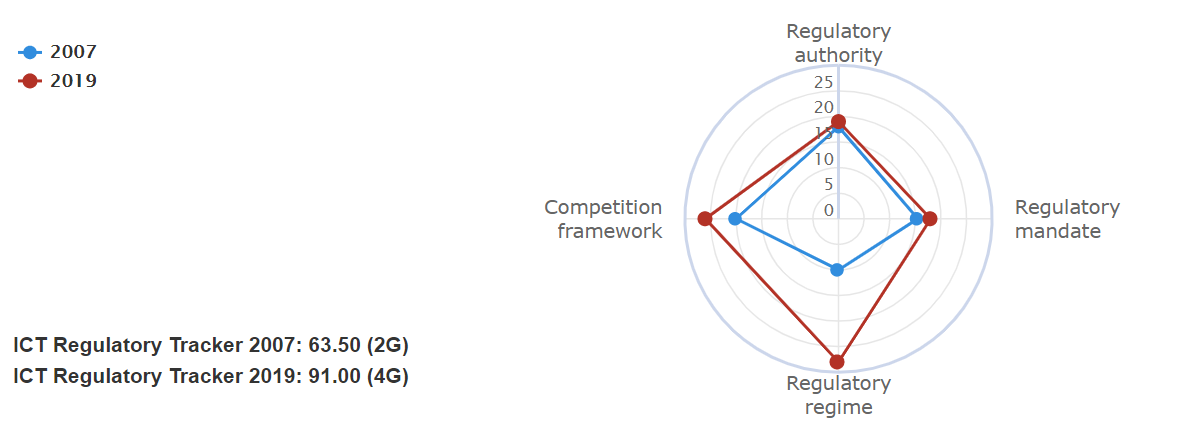 2007
2019
Regulatory
authority
25
20
15
10
5
0
Competition
framework
Regulatory
mandate
Regulatory
regime
ICT Regulatory Tracker 2007: 63.50 (2G)
ICT Regulatory Tracker 2019: 91.00 (4G)